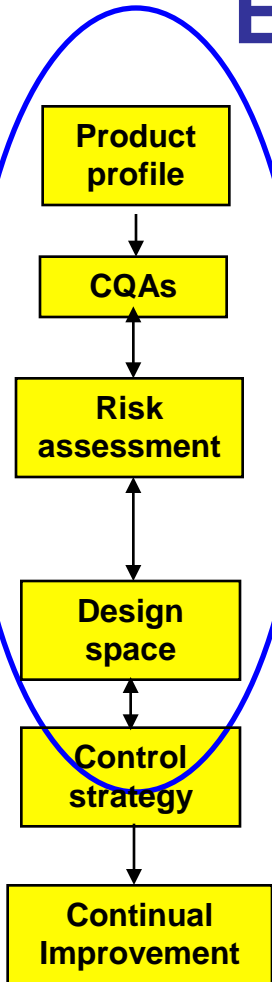 E
Product
profile
CQAs
Risk
assessment
Design
space
Control
strategy
Continual
Improvement